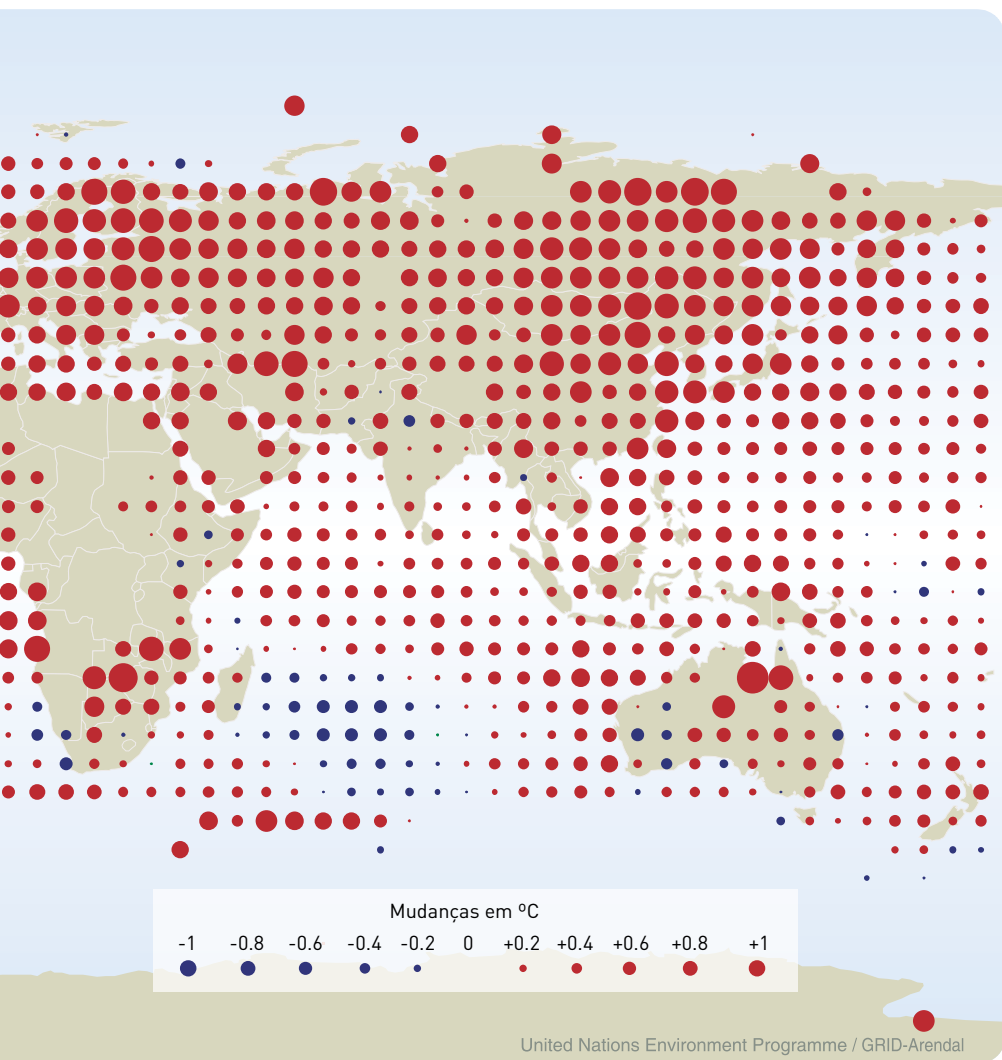 Mudanças em ºC
-1 -0.8 -0.6 -0.4 -0.2 0 +0.2 +0.4 +0.6 +0.8 +1
United Nations Environment Programme / GRID-Arendal